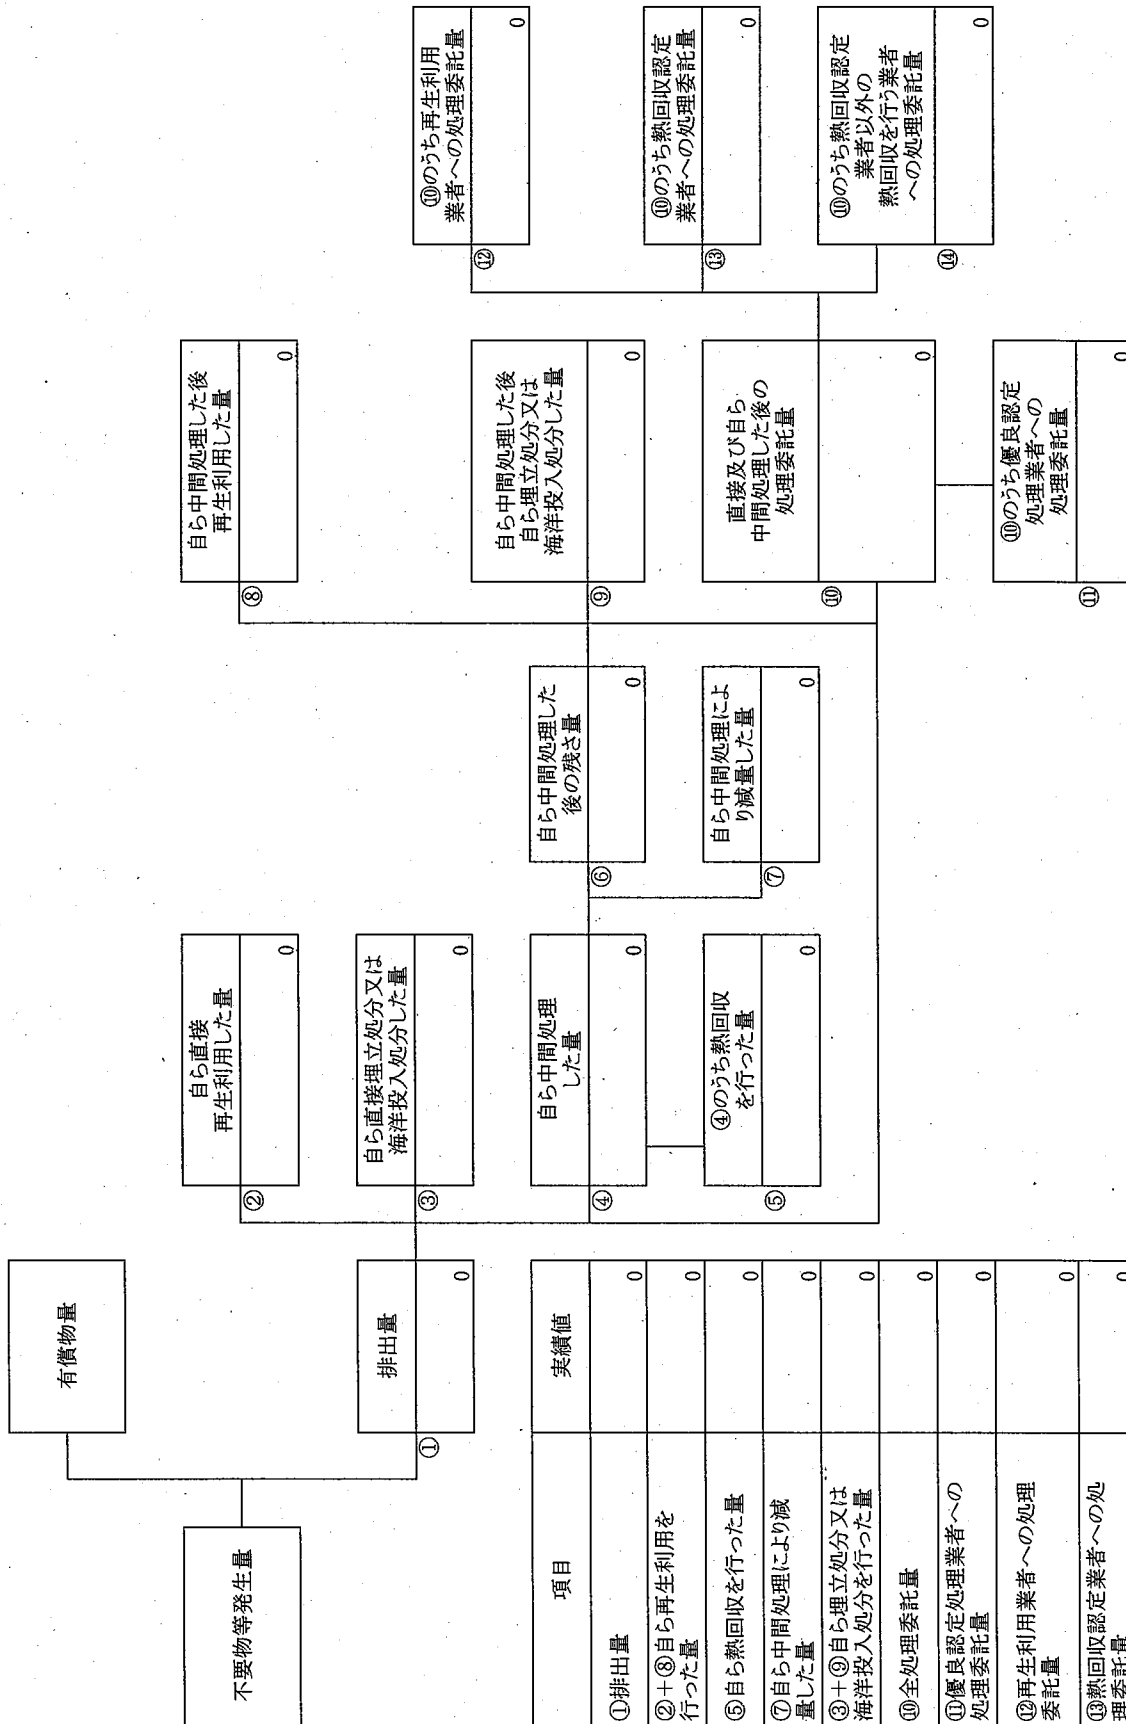 不要物等発生量
有償物量
①
排出量
0
②
自ら直接
再生利用した量
0
③
自ら直接埋立処分又は
海洋投入処分した量
0
④
自ら中間処理
した量
0
⑤
④のうち熱回収
を行った量
0
⑥
自ら中間処理した
後の残さ量
0
⑦
自ら中間処理によ
り減量した量
0
⑧
自ら中間処理した後
再生利用した量
0
⑨
自ら中間処理した後
自ら埋立処分又は
海洋投入処分した量
0
⑩
直接及び自ら
中間処理した後の
処理委託量
0
⑪
⑩のうち優良認定
処理業者への
処理委託量
0
⑫
⑩のうち再生利用
業者への処理委託量
0
⑬
⑩のうち熱回収認定
業者への処理委託量
0
⑭
⑩のうち熱回収認定
業者以外の
熱回収を行う業者
への処理委託量
0
項目
実績値
①排出量
0
②+⑧自ら再生利用を
行った量
0
⑤自ら熱回収を行った量
0
⑦自ら中間処理により減
量した量
0
③+⑨自ら埋立処分又は
海洋投入処分を行った量
0
⑩全処理委託量
0
⑪優良認定処理業者への
処理委託量
0
⑫再生利用業者への処理
委託量
0
⑬熱回収認定業者への処
理委託量
0